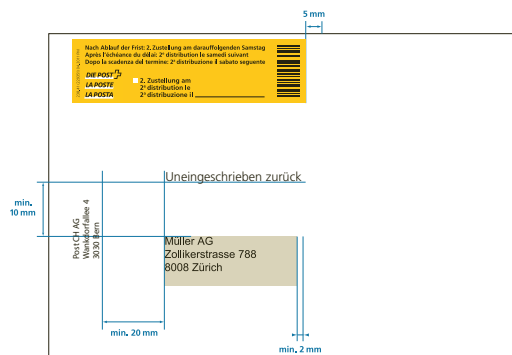 5 mm
Nach Ablauf der Frist: 2. Zustellung am darauffolgenden Samstag
Après l'échéance du délai: 2e distribution le samedi suivant
Dopo la scadenza del termine: 2a distribuzione il sabato seguente
DIE POST
LA POSTE
LA POSTA
2. Zustellung am
2e distribution le
2a distribuzione il
Uneingeschrieben zurück
min.
10 mm
Post CH AG
Wankdorfallee 4
3030 Bern
Müller AG
Zollikerstrasse 788
8008 Zürich
min. 20 mm
min. 2 mm